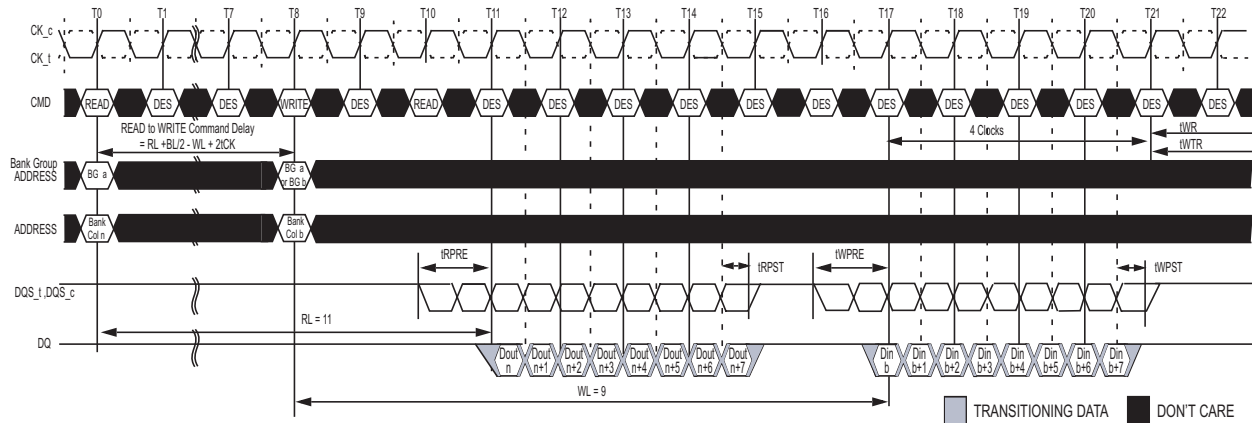 T0 T1 T7 T8 T9 T10 T11 T12 T13 T14 T15 T16 T17 T18 T19 T20 T21 T22
CK_c
CK_t
CMD READ DES DES WRITE DES READ DES DES DES DES DES DES DES DES DES DES DES DES
READ to WRITE Command Delay
= RL +BL/2 - WL + 2tCK
4 Clocks
tWR
tWTR
Bank Group
ADDRESS
BG a
BG a
or BG b
ADDRESS
Bank
Col n
Bank
Col b
tRPRE
tRPST
tWPRE
tWPST
DQS_t ,DQS_c
RL = 11
DQ
Dout
n
Dout
n+1
Dout
n+2
Dout
n+3
Dout
n+4
Dout
n+5
Dout
n+6
Dout
n+7
Din
b
Din
b+1
Din
b+2
Din
b+3
Din
b+4
Din
b+5
Din
b+6
Din
b+7
WL = 9
TRANSITIONING DATA
DON'T CARE